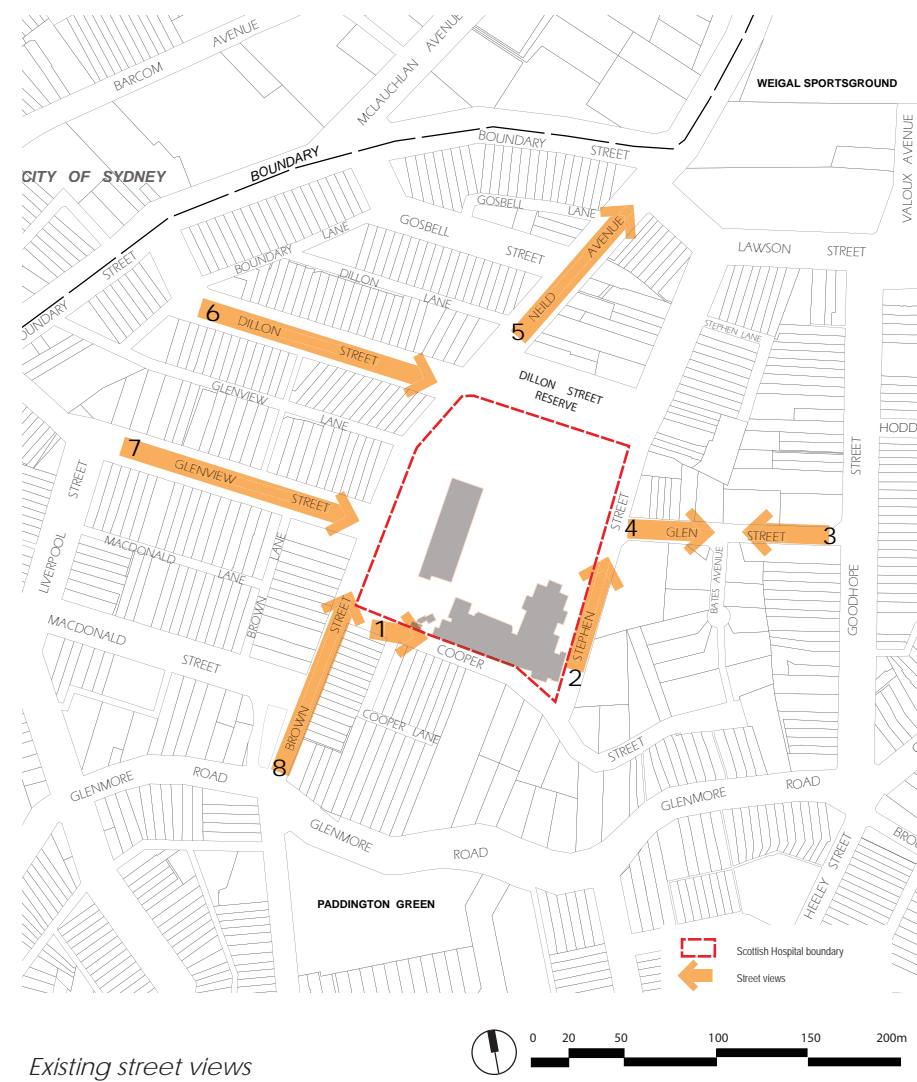 BARCOM AVENUE
MCLAUCHLAN AVENUE
WEIGAL SPORTSGROUND
VALOUX AVENUE
CITY OF SYDNEY
BOUNDARY
BOUNDARY STREET
BOUNDARY STREET
GOSBELL LANE
GOSBELL STREET
BOUNDARY LANE
DILLON LANE
NEILD AVENUE
5
LAWSON STREET
STEPHEN LANE
6
DILLON STREET
DILLON STREET
RESERVE
GLENVIEW LANE
HODD
7
GLENVIEW STREET
LIVERPOOL STREET
MACDONALD LANE
BROWN LANE
MACDONALD STREET
4
GLEN STREET
3
BATES AVENUE
GOODHOPE STREET
1
COOPER STREET
STEPHEN STREET
2
COOPER LANE
BROWN STREET
8
GLENMORE ROAD
GLENMORE ROAD
GLENMORE ROAD
HEELEY STREET
BRO
PADDINGTON GREEN
Scottish Hospital boundary
Street views
Existing street views
0 20 50 100 150 200m